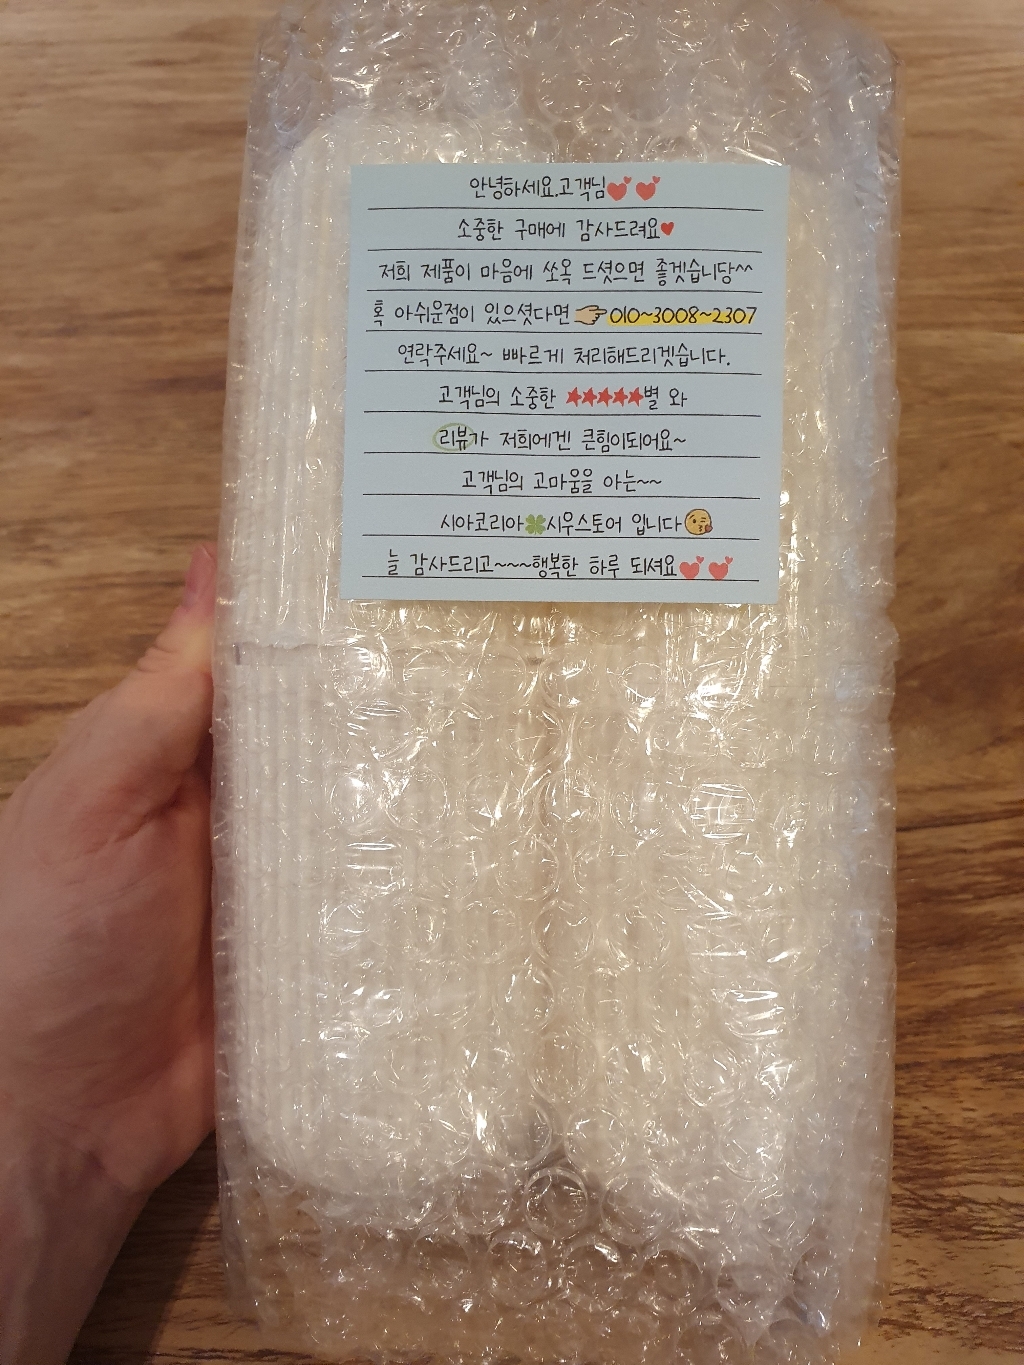 안녕하세요.고객님💕💕
소중한 구매에 감사드려요♥
저희 제품이 마음에 쏘옥 드셧으면 좋겟습니당^^
혹 아쉬운점이 있으셧다면 👉010~3008~2307
연락주세요~ 빠르게 처리해드리겟습니다.
고객님의 소중한 ★★★★★별 와
리뷰가 저희에겐 큰힘이되어요~
고객님의 고마움을 아는~~
시아코리아🍀시우스토어 입니다😘
늘 감사드리고~~~행복한 하루 되셔요💕💕